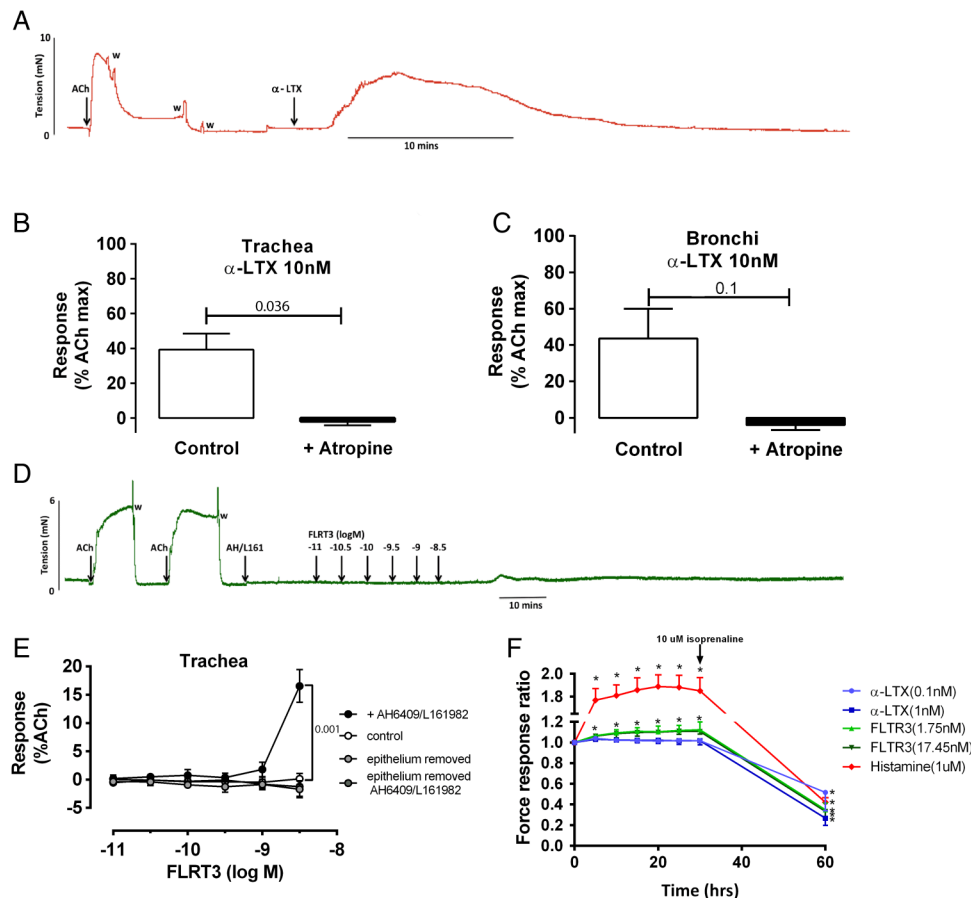 A
10
Tension (mN)
0
ACh
w
w
w
α- LTX
10 mins
B
Trachea
α-LTX 10nM
0.036
Response
(% ACh max)
100
80
60
40
20
0
Control
+ Atropine
C
Bronchi
α-LTX 10nM
0.1
Response
(% ACh max)
100
80
60
40
20
0
Control
+ Atropine
D
6
Tension (mN)
0
ACh
w
ACh
w
AH/L161
FLRT3 (logM)
-11 -10.5 -10 -9.5 -9 -8.5
10 mins
E
Trachea
Response
(%ACh)
20
15
10
5
0
-5
0.001
+ AH6409/L161982
control
epithelium removed
epithelium removed
AH6409/L161982
-11 -10 -9 -8
FLRT3 (log M)
F
10 uM isoprenaline
Force response ratio
2.0
1.8
1.6
1.2
1.0
0.8
0.6
0.4
0.2
0.0
* * * * * *
* * * * * *
*
*
*
*
*
α-LTX(0.1nM)
α-LTX(1nM)
FLTR3(1.75nM)
FLTR3(17.45nM)
Histamine(1uM)
0 20 40 60
Time (hrs)